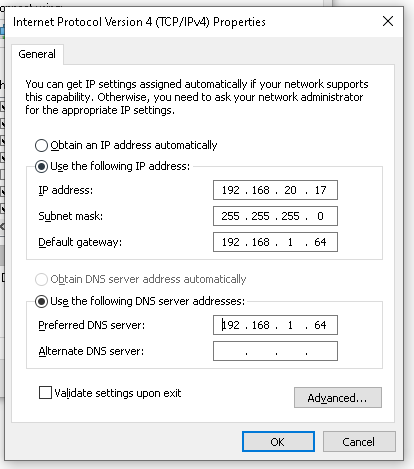 Internet Protocol Version 4 (TCP/IPv4) Properties
General
You can get IP settings assigned automatically if your network supports
this capability. Otherwise, you need to ask your network administrator
for the appropriate IP settings.
Obtain an IP address automatically
Use the following IP address:
IP address: 192 . 168 . 20 . 17
Subnet mask: 255 . 255 . 255 . 0
Default gateway: 192 . 168 . 1 . 64
Obtain DNS server address automatically
Use the following DNS server addresses:
Preferred DNS server: 192 . 168 . 1 . 64
Alternate DNS server: . . .
Validate settings upon exit
Advanced...
OK Cancel